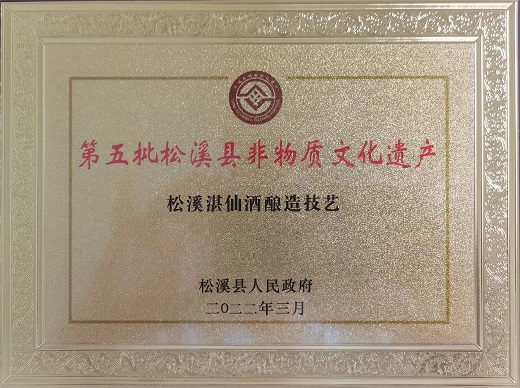 第五批松溪县非物质文化遗产
松溪湛仙酒酿造技艺
松溪县人民政府
二〇二二年三月